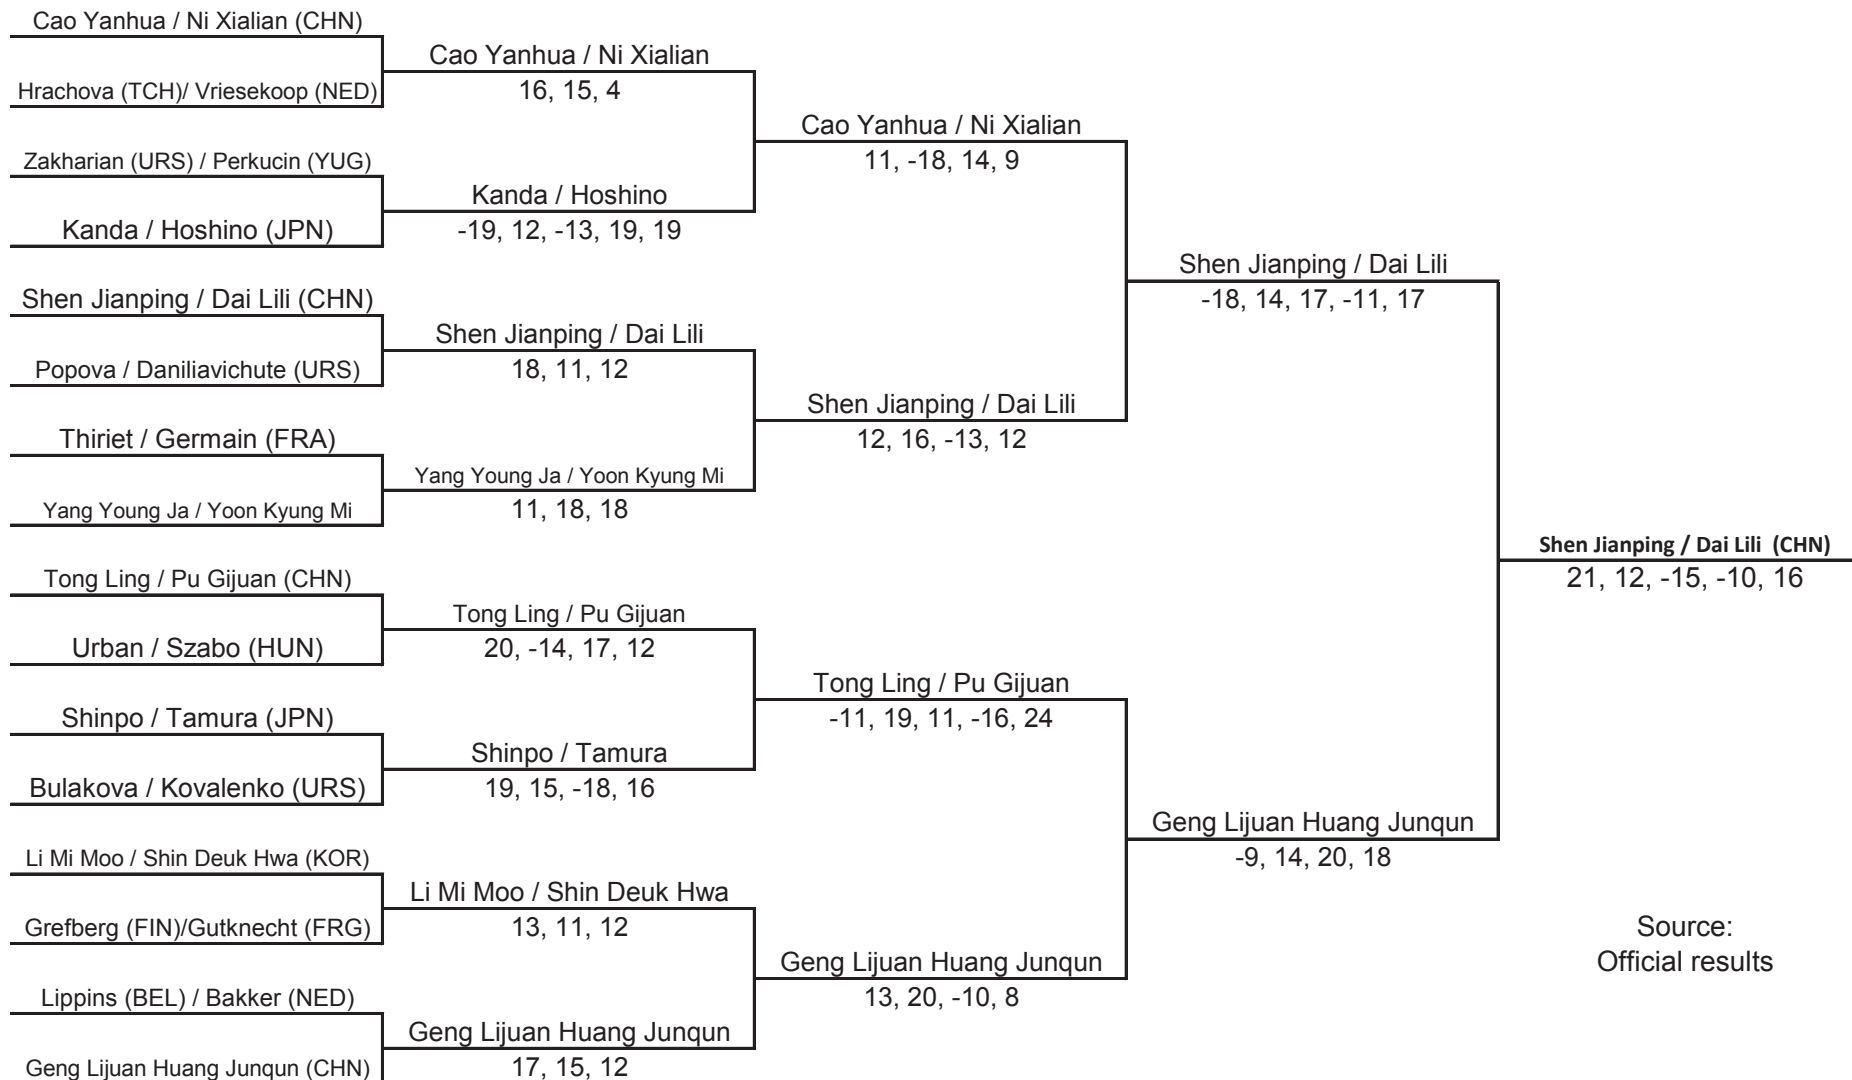 Cao Yanhua / Ni Xialian (CHN)
Hrachova (TCH)/ Vriesekoop (NED)
Zakharian (URS) / Perkucin (YUG)
Kanda / Hoshino (JPN)
Shen Jianping / Dai Lili (CHN)
Popova / Daniliavichute (URS)
Thiriet / Germain (FRA)
Yang Young Ja / Yoon Kyung Mi
Tong Ling / Pu Gijuan (CHN)
Urban / Szabo (HUN)
Shinpo / Tamura (JPN)
Bulakova / Kovalenko (URS)
Li Mi Moo / Shin Deuk Hwa (KOR)
Grefberg (FIN)/Gutknecht (FRG)
Lippins (BEL) / Bakker (NED)
Geng Lijuan Huang Junqun (CHN)
Cao Yanhua / Ni Xialian
16, 15, 4
Kanda / Hoshino
-19, 12, -13, 19, 19
Shen Jianping / Dai Lili
18, 11, 12
Yang Young Ja / Yoon Kyung Mi
11, 18, 18
Tong Ling / Pu Gijuan
20, -14, 17, 12
Shinpo / Tamura
19, 15, -18, 16
Li Mi Moo / Shin Deuk Hwa
13, 11, 12
Geng Lijuan Huang Junqun
17, 15, 12
Cao Yanhua / Ni Xialian
11, -18, 14, 9
Shen Jianping / Dai Lili
12, 16, -13, 12
Tong Ling / Pu Gijuan
-11, 19, 11, -16, 24
Geng Lijuan Huang Junqun
13, 20, -10, 8
Shen Jianping / Dai Lili
-18, 14, 17, -11, 17
Geng Lijuan Huang Junqun
-9, 14, 20, 18
Shen Jianping / Dai Lili (CHN)
21, 12, -15, -10, 16
Source:
Official results